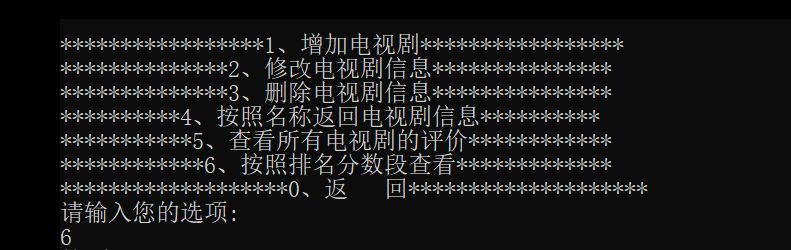 *****************1、增加电视剧*****************
**************2、修改电视剧信息***************
**************3、删除电视剧信息***************
**********4、按照名称返回电视剧信息**********
***********5、查看所有电视剧的评价************
************6、按照排名分数段查看*************
*******************0、返   回********************
请输入您的选项:
6